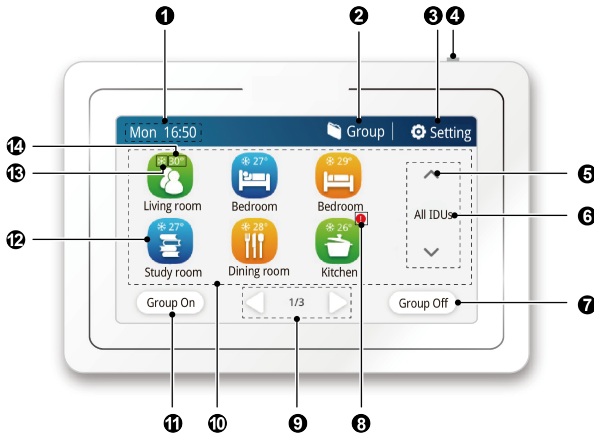 1 2 3 4
Mon 16:50 Group Setting
14 30° 27° 29°
13 5
Living room Bedroom Bedroom All IDUs 6
12 27° 28° 26° !
Study room Dining room Kitchen
Group On 1/3 Group Off 7
11 10 9 8